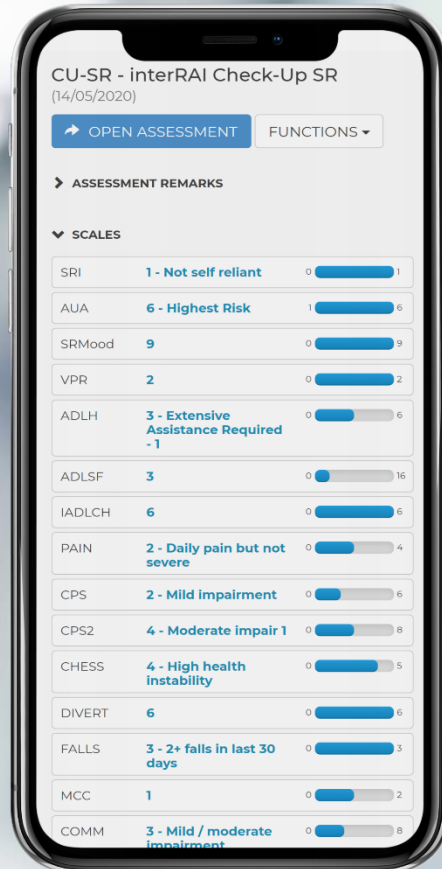 CU-SR - interRAI Check-Up SR
(14/05/2020)
OPEN ASSESSMENT
FUNCTIONS
ASSESSMENT REMARKS
SCALES
SRI 1 - Not self reliant 0 1
AUA 6 - Highest Risk 1 6
SRMood 9 0 9
VPR 2 0 2
ADLH 3 - Extensive 0 6
Assistance Required
- 1
ADLSF 3 0 16
IADLCH 6 0 6
PAIN 2 - Daily pain but not 0 4
severe
CPS 2 - Mild impairment 0 6
CPS2 4 - Moderate impair 1 0 8
CHESS 4 - High health 0 5
instability
DIVERT 6 0 6
FALLS 3 - 2+ falls in last 30 0 3
days
MCC 1 0 2
COMM 3 - Mild / moderate 0 8
impairment